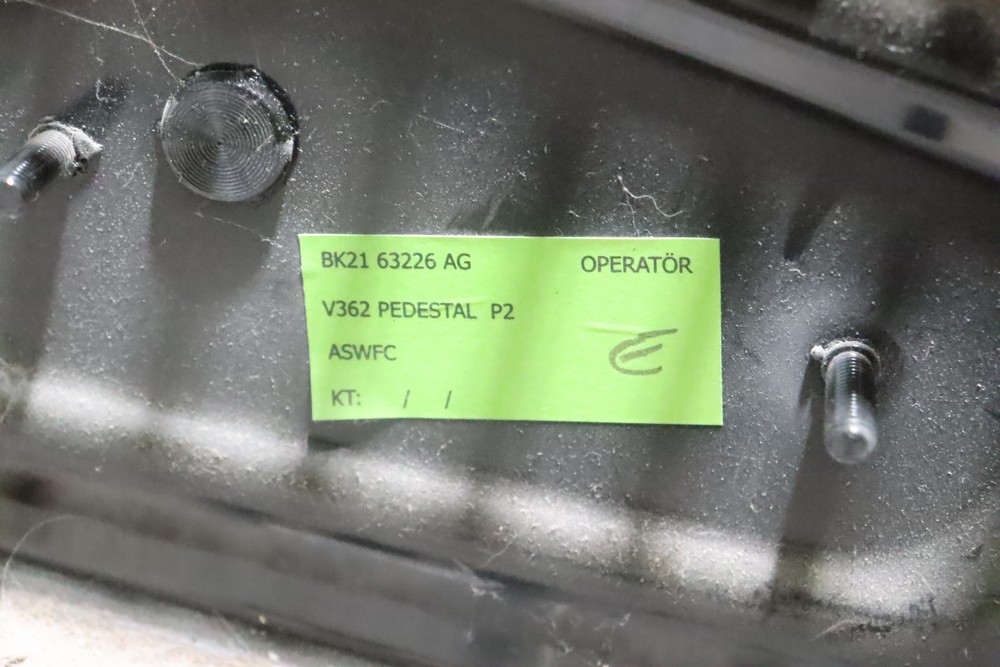 BK21 63226 AG OPERATÖR
V362 PEDESTAL P2
ASWFC
KT: / /